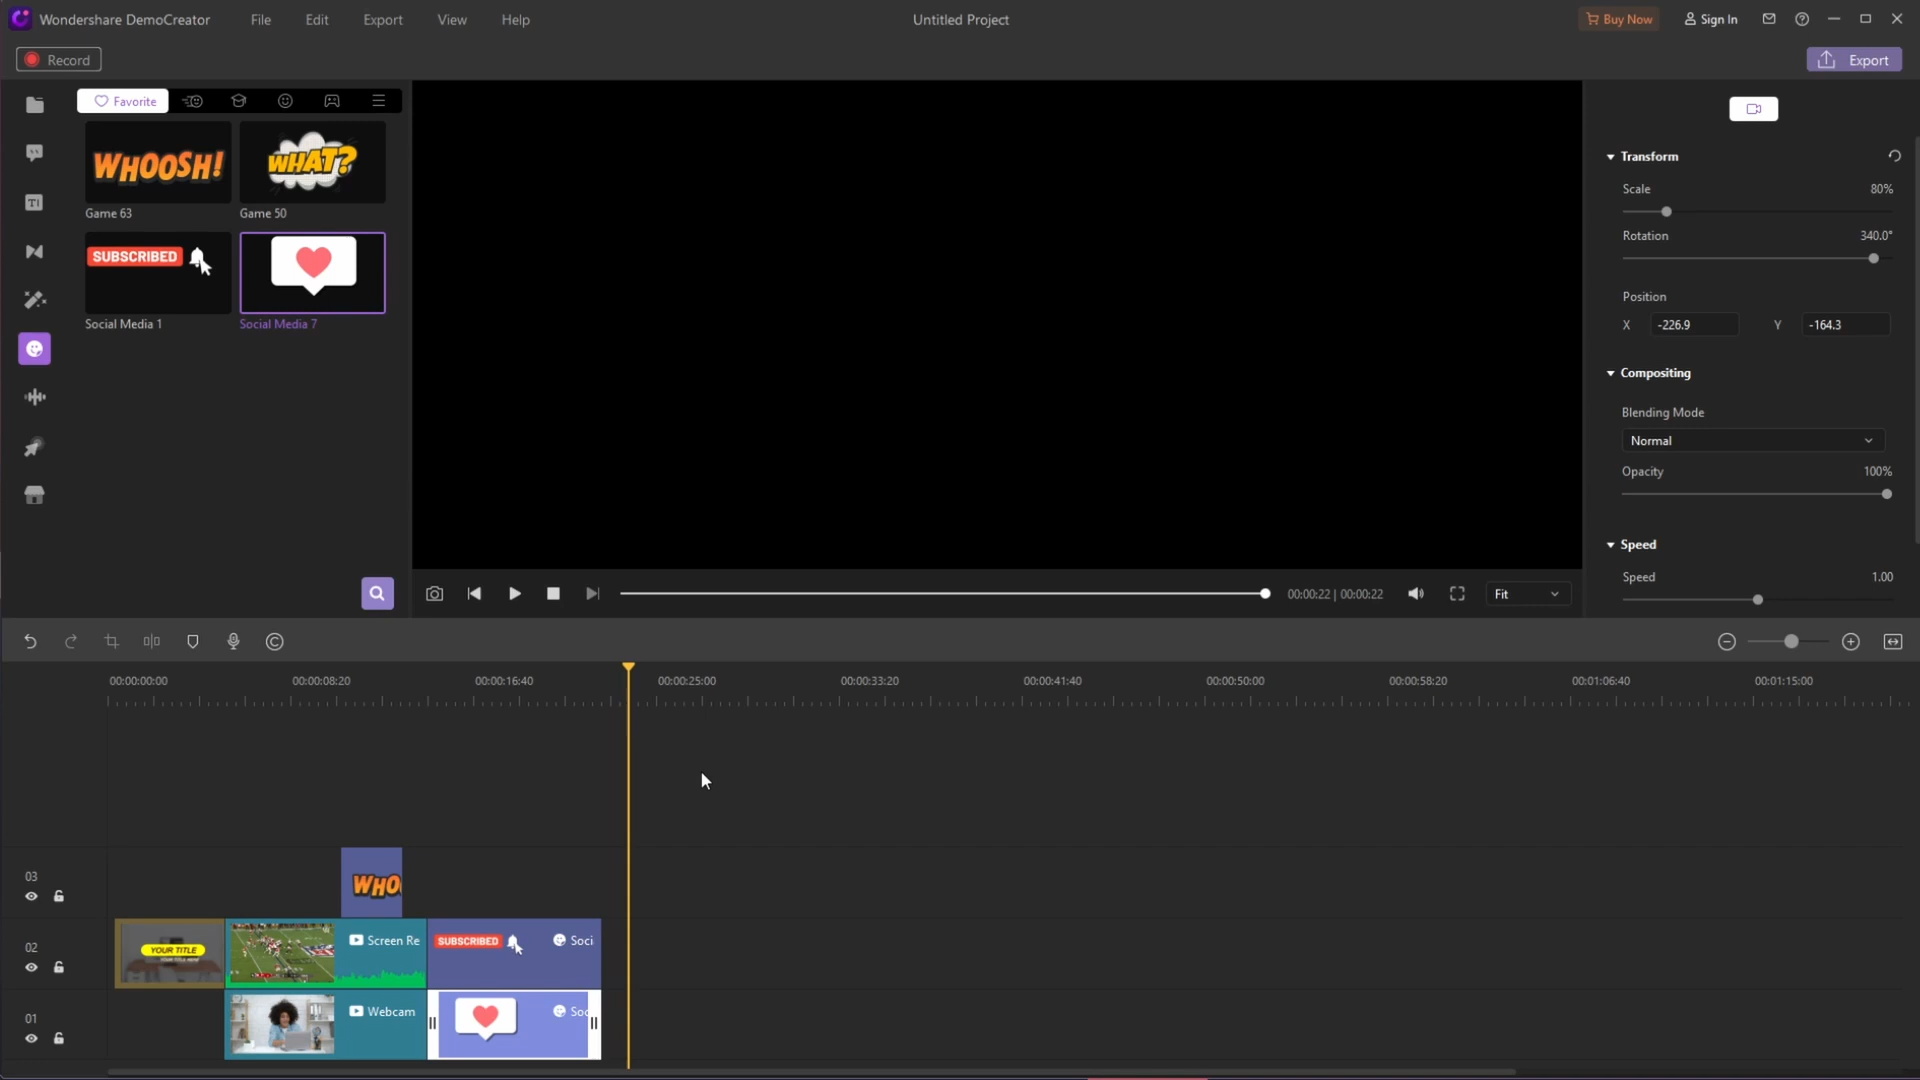 Wondershare DemoCreator File Edit Export View Help Untitled Project Buy Now Sign In
Record Export
Favorite
WHOOSH! WHAT?
Game 63 Game 50
SUBSCRIBED
Social Media 1 Social Media 7
Transform
Scale 80%
Rotation 340.0°
Position
X -226.9 Y -164.3
Compositing
Blending Mode
Normal
Opacity 100%
Speed
Speed 1.00
00:00:22 | 00:00:22 Fit
00:00:00:00 00:00:08:20 00:00:16:40 00:00:25:00 00:00:33:20 00:00:41:40 00:00:50:00 00:00:58:20 00:01:06:40 00:01:15:00
03
WHO
02
YOUR TITLE
YOUR TITLE HERE
Screen Re
SUBSCRIBED
Soci
01
Webcam
Soc